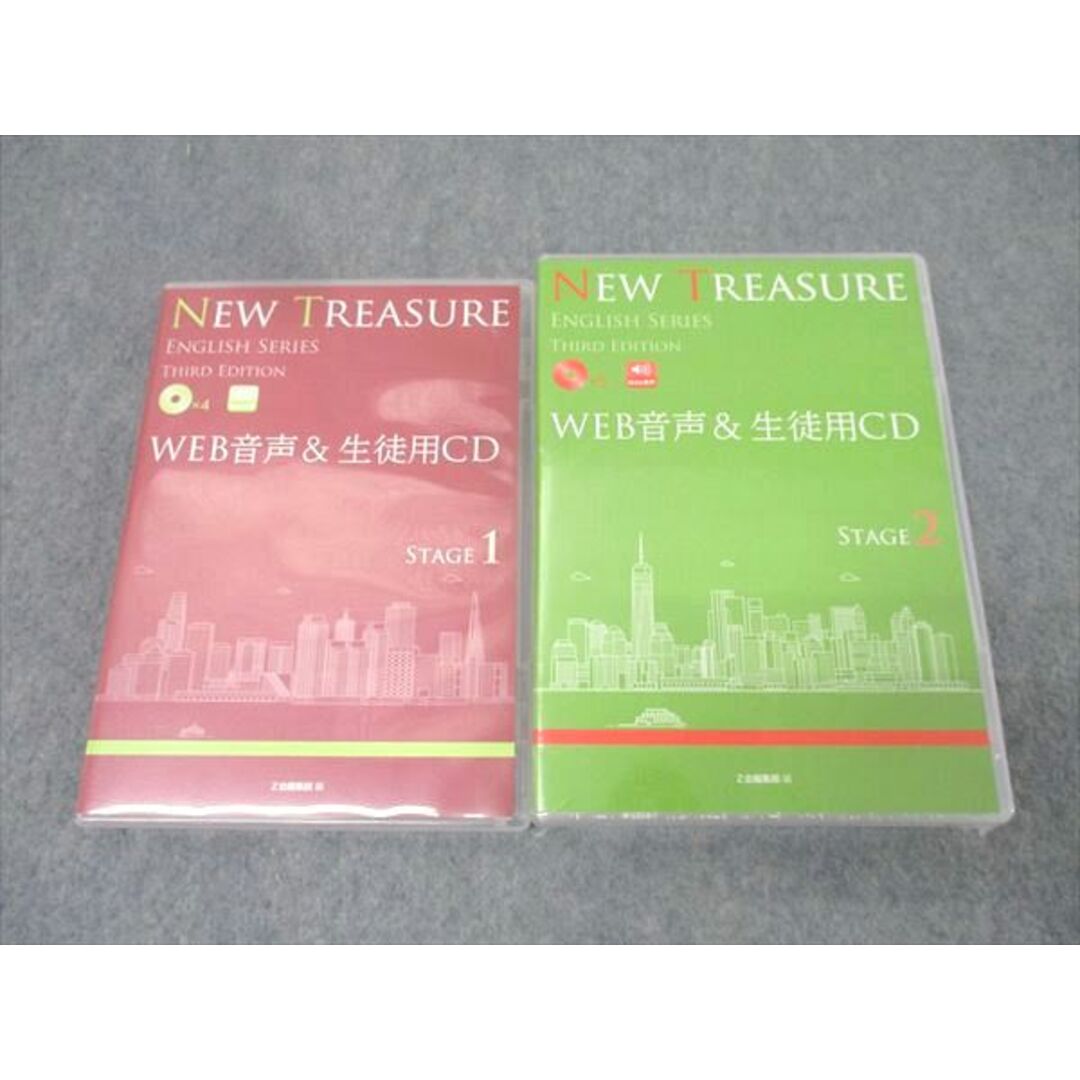 NEW TREASURE
ENGLISH SERIES
THIRD EDITION
×4
WEB音声 & 生徒用CD
STAGE 1
Z会編集部 編
NEW TREASURE
ENGLISH SERIES
THIRD EDITION
WEB音声 & 生徒用CD
STAGE 2
Z会編集部 編